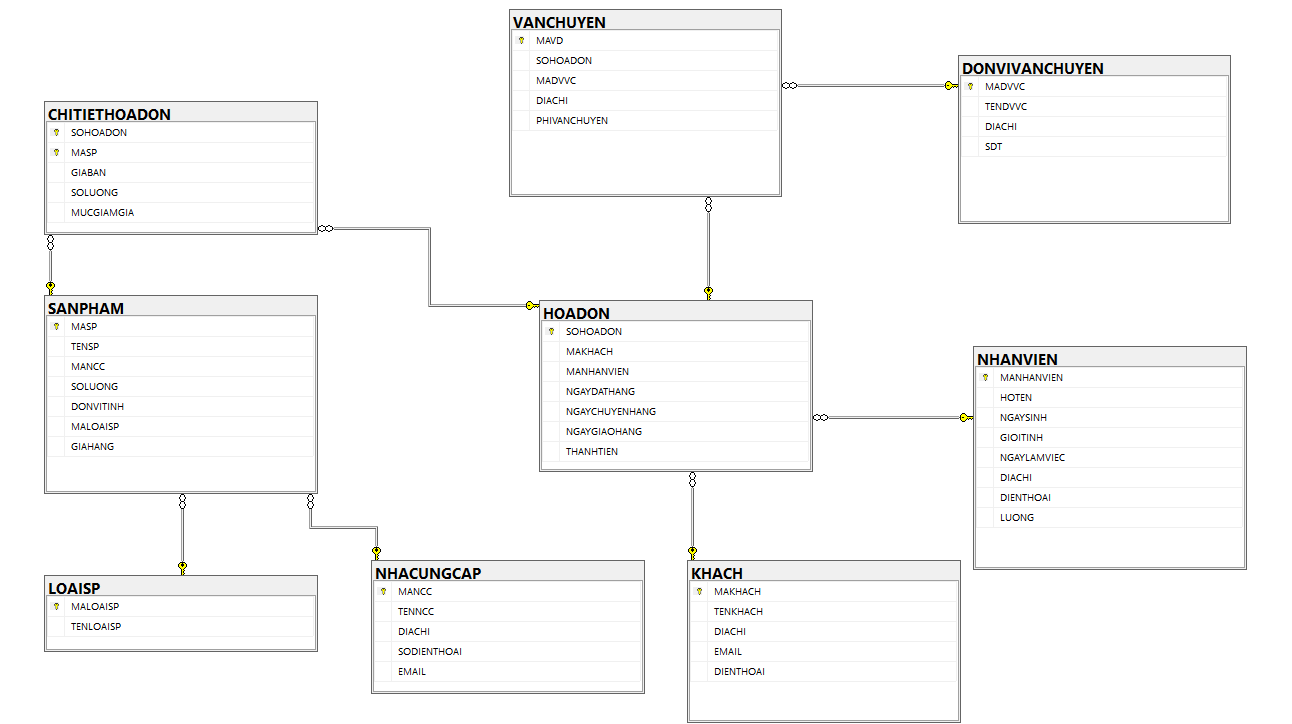 VANCHUYEN
MAVD
SOHOADON
MADVVC
DIACHI
PHIVANCHUYEN
DONVIVANCHUYEN
MADVVC
TENDVVC
DIACHI
SDT
CHITIETHOADON
SOHOADON
MASP
GIABAN
SOLUONG
MUCGIAMGIA
SANPHAM
MASP
TENSP
MANCC
SOLUONG
DONVITINH
MALOAISP
GIAHANG
HOADON
SOHOADON
MAKHACH
MANHANVIEN
NGAYDATHANG
NGAYCHUYENHANG
NGAYGIAOHANG
THANHTIEN
NHANVIEN
MANHANVIEN
HOTEN
NGAYSINH
GIOITINH
NGAYLAMVIEC
DIACHI
DIENTHOAI
LUONG
LOAISP
MALOAISP
TENLOAISP
NHACUNGCAP
MANCC
TENNCC
DIACHI
SODIENTHOAI
EMAIL
KHACH
MAKHACH
TENKHACH
DIACHI
EMAIL
DIENTHOAI